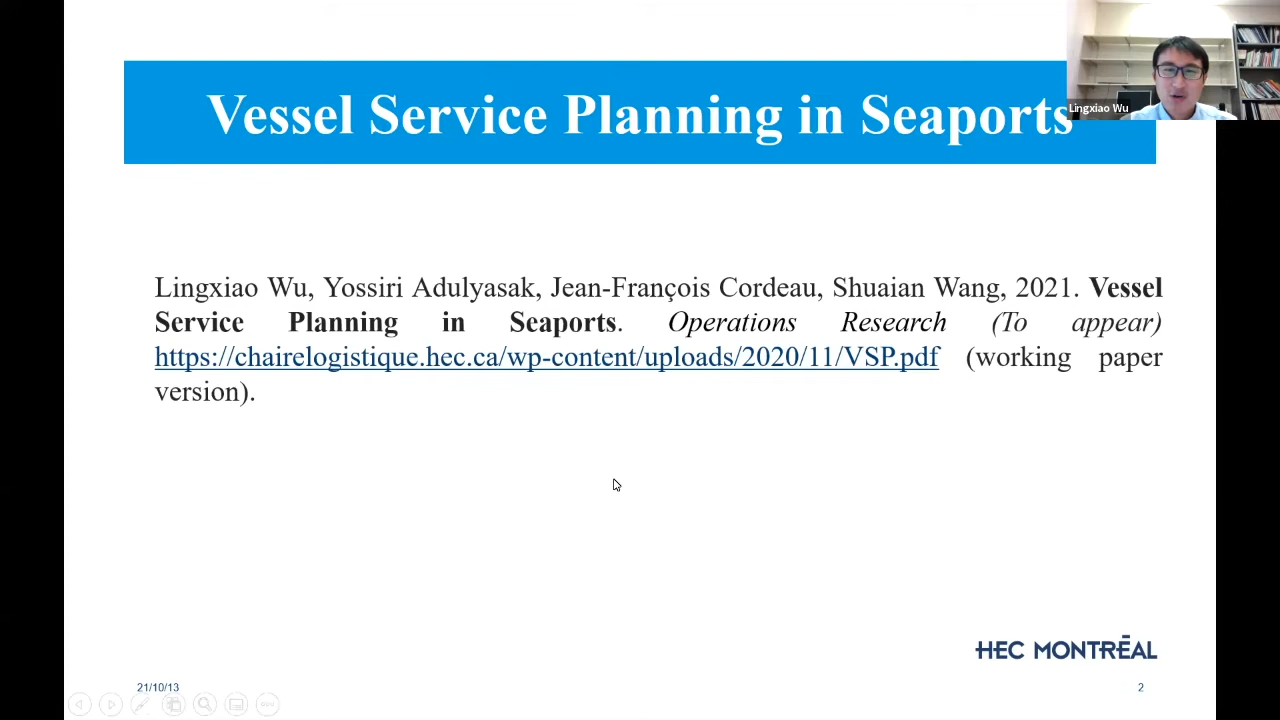 Vessel Service Planning in Seaports
Lingxiao Wu
Lingxiao Wu, Yossiri Adulyasak, Jean-François Cordeau, Shuaian Wang, 2021. Vessel
Service Planning in Seaports. Operations Research (To appear)
https://chairelogistique.hec.ca/wp-content/uploads/2020/11/VSP.pdf (working paper
version).
HEC MONTRĒAL
21/10/13
2